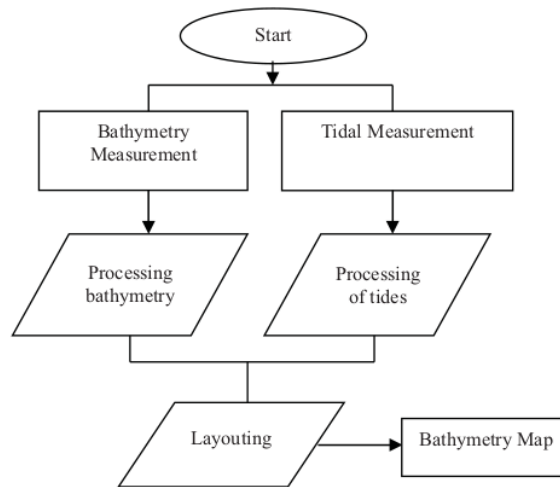 Start
Bathymetry
Measurement
Tidal Measurement
Processing
bathymetry
Processing
of tides
Layouting
Bathymetry Map